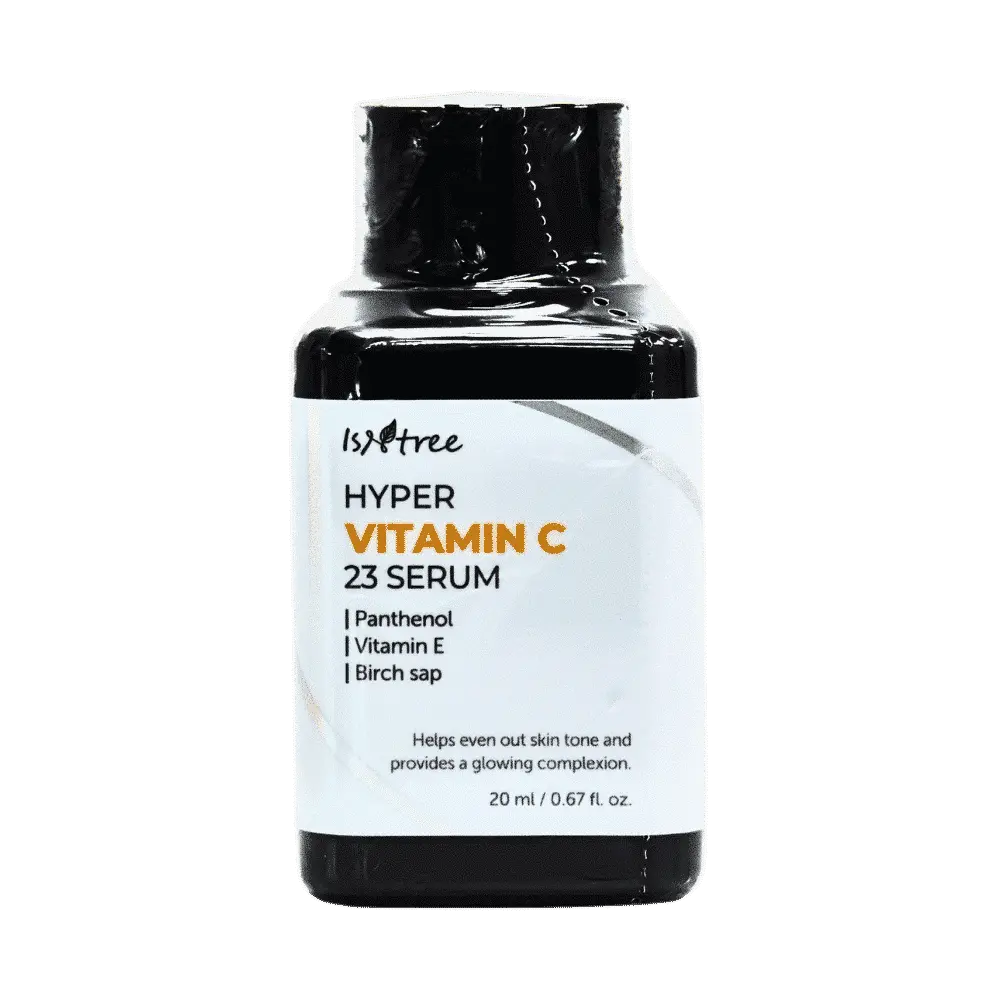 Isntree
HYPER
VITAMIN C
23 SERUM
| Panthenol
| Vitamin E
| Birch sap
Helps even out skin tone and
provides a glowing complexion.
20 ml / 0.67 fl. oz.